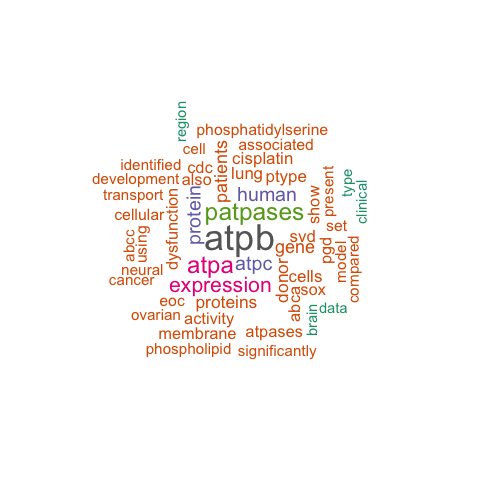 region
phosphatidylserine
cell
associated
patients
identified
cdc
cisplatin
development
also
lung
ptype
type
transport
human
present
clinical
protein
show
cellular
patpases
dysfunction
set
abcc
using
atpb
svd
gene
pgd
model
compared
neural
atpa
atpc
donor
cells
cancer
expression
abca
sox
eoc
proteins
brain
data
ovarian
activity
membrane
atpases
phospholipid
significantly